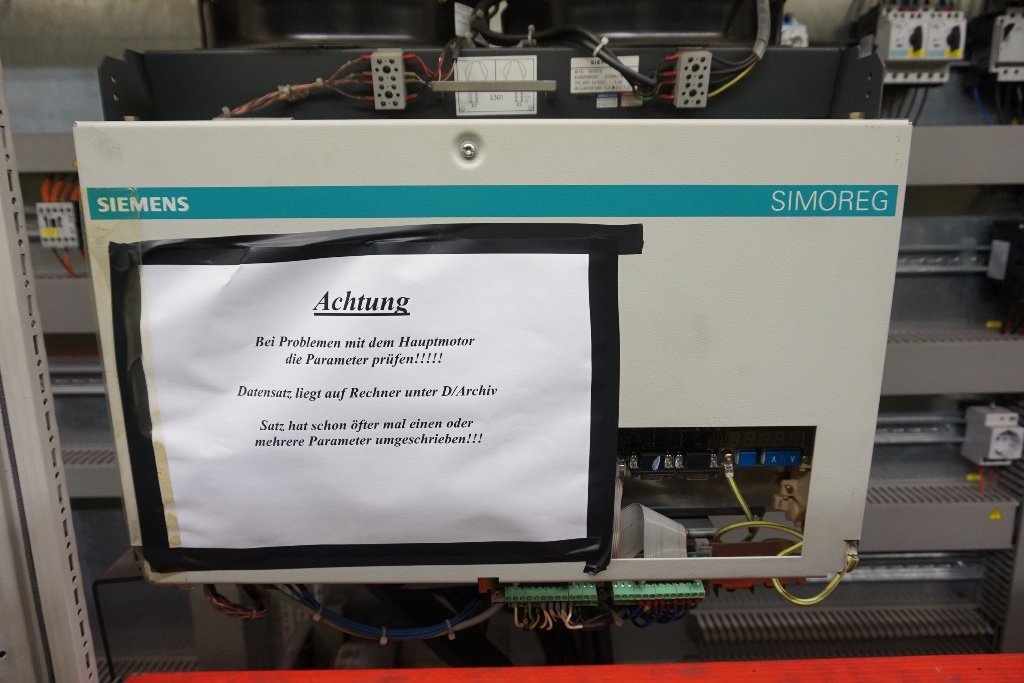 E301
SIEMENS
SIMOREG
Achtung
Bei Problemen mit dem Hauptmotor
die Parameter prüfen!!!!!
Datensatz liegt auf Rechner unter D/Archiv
Satz hat schon öfter mal einen oder
mehrere Parameter umgeschrieben!!!
A V